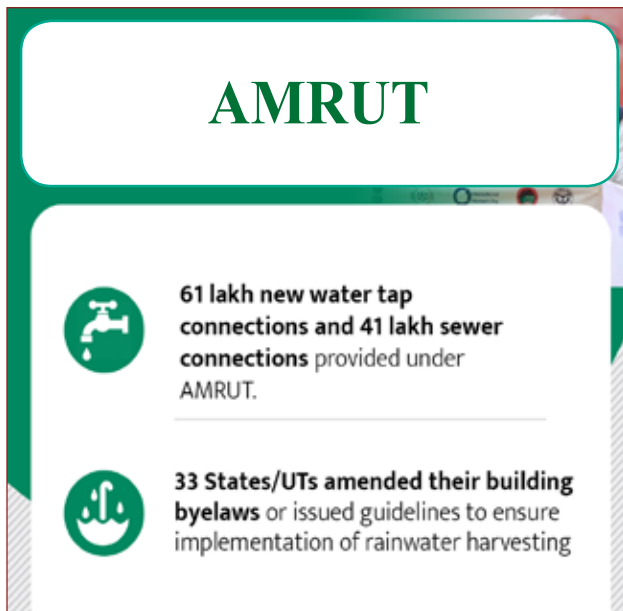 AMRUT
61 lakh new water tap
connections and 41 lakh sewer
connections provided under
AMRUT.
33 States/UTs amended their building
byelaws or issued guidelines to ensure
implementation of rainwater harvesting